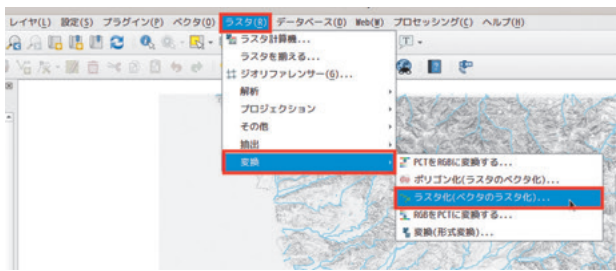 レイヤ(L) 設定(S) プラグイン(P) ベクタ(O) ラスタ(R) データベース(D) Web(W) プロセッシング(C) ヘルプ(H)
ラスタ計算機...
ラスタを揃える...
ジオリファレンサー(G)...
解析
プロジェクション
その他
抽出
変換
PCTをRGBに変換する...
ポリゴン化(ラスタのベクタ化)...
ラスタ化(ベクタのラスタ化)...
RGBをPCTに変換する...
変換(形式変換)...